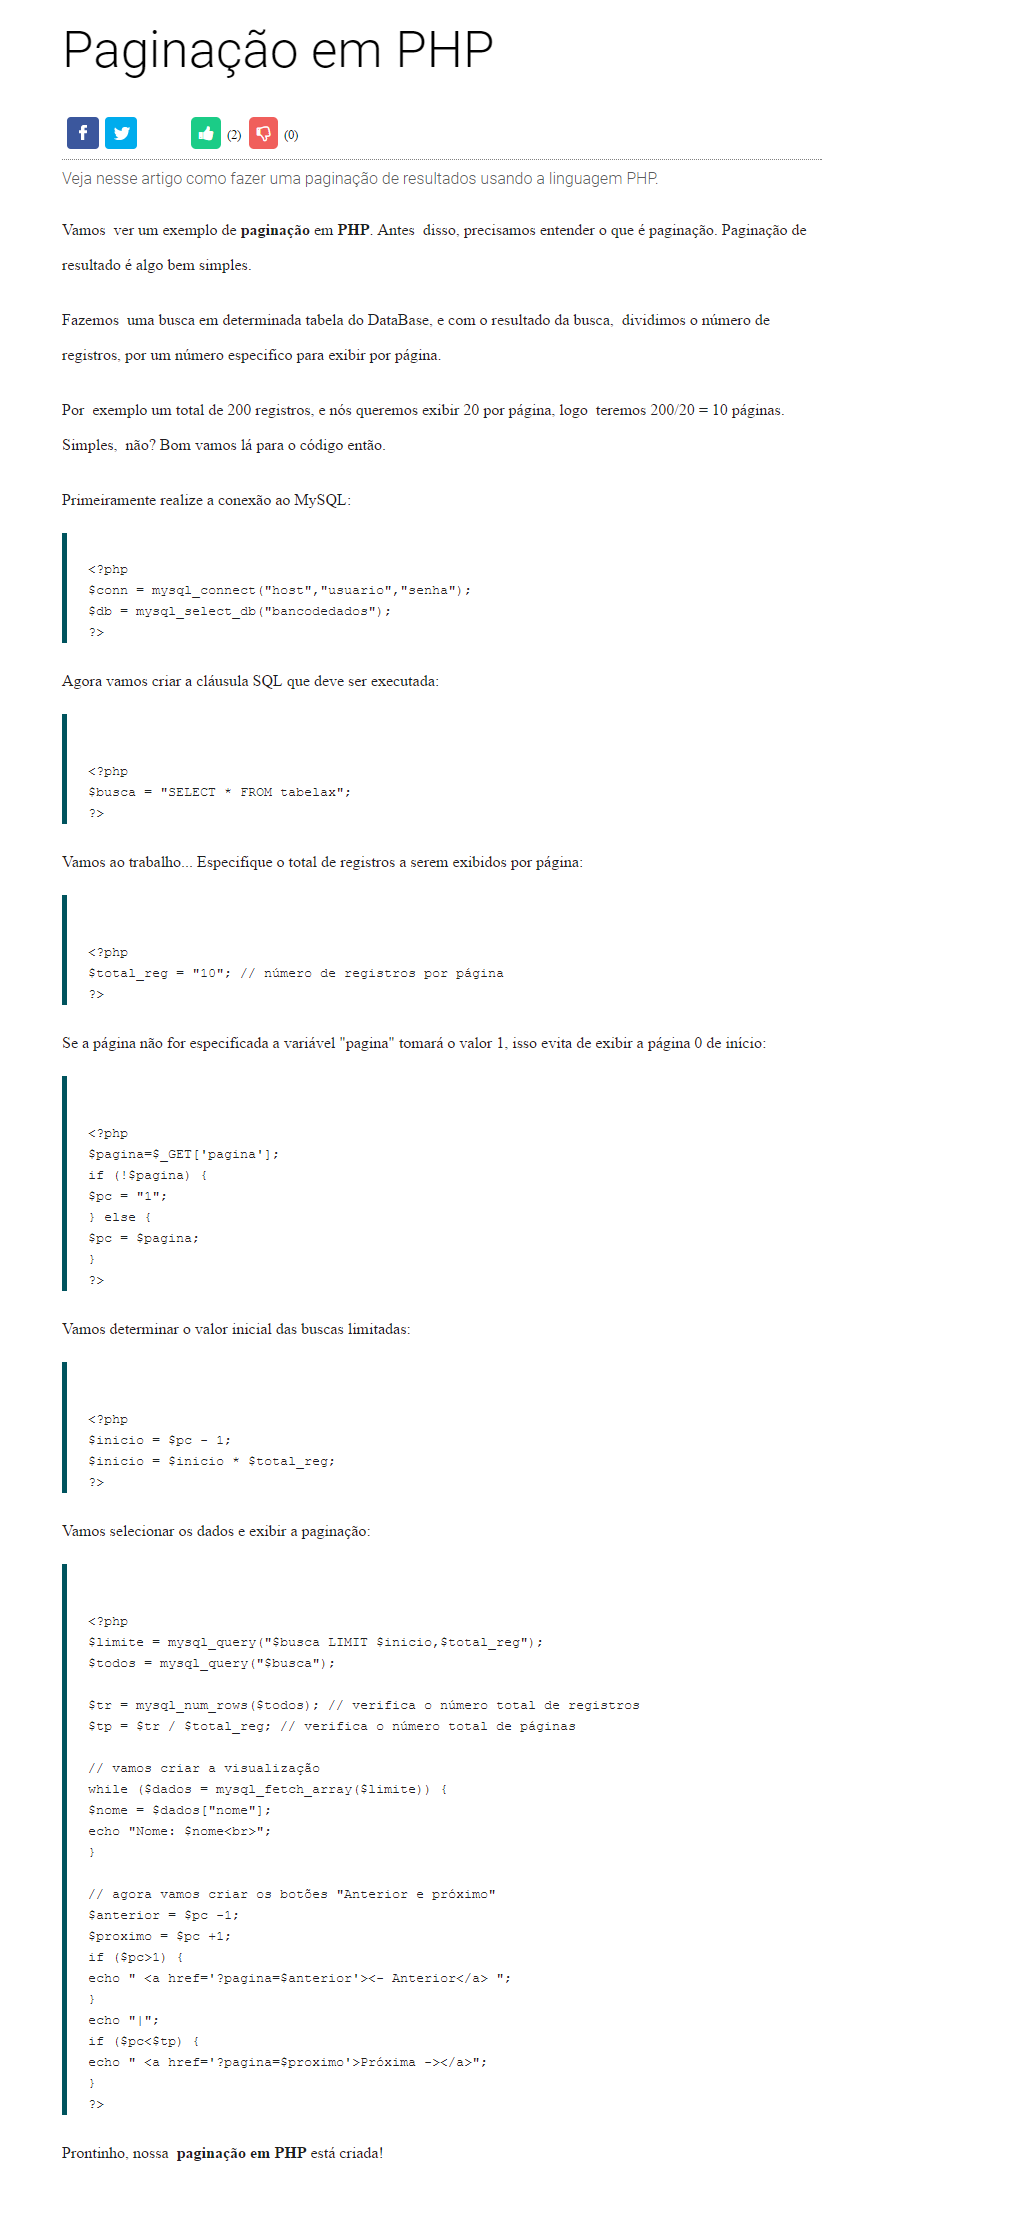 Paginação em PHP
f (2) (0)
Veja nesse artigo como fazer uma paginação de resultados usando a linguagem PHP.
Vamos ver um exemplo de paginação em PHP. Antes disso, precisamos entender o que é paginação. Paginação de
resultado é algo bem simples.
Fazemos uma busca em determinada tabela do DataBase, e com o resultado da busca, dividimos o número de
registros, por um número especifíco para exibir por página.
Por exemplo um total de 200 registros, e nós queremos exibir 20 por página, logo teremos 200/20 = 10 páginas.
Simples, não? Bom vamos lá para o código então.
Primeiramente realize a conexão ao MySQL:
<?php
$conn = mysql_connect("host","usuario","senha");
$db = mysql_select_db("bancodedados");
?>
Agora vamos criar a cláusula SQL que deve ser executada:
<?php
$busca = "SELECT * FROM tabelax";
?>
Vamos ao trabalho... Especifique o total de registros a serem exibidos por página:
<?php
$total_reg = "10"; // número de registros por página
?>
Se a página não for especificada a variável "pagina" tomará o valor 1, isso evita de exibir a página 0 de início:
<?php
$pagina=$_GET['pagina'];
if (!$pagina) {
$pc = "1";
} else {
$pc = $pagina;
}
?>
Vamos determinar o valor inicial das buscas limitadas:
<?php
$inicio = $pc - 1;
$inicio = $inicio * $total_reg;
?>
Vamos selecionar os dados e exibir a paginação:
<?php
$limite = mysql_query("$busca LIMIT $inicio,$total_reg");
$todos = mysql_query("$busca");
$tr = mysql_num_rows($todos); // verifica o número total de registros
$tp = $tr / $total_reg; // verifica o número total de páginas
// vamos criar a visualização
while ($dados = mysql_fetch_array($limite)) {
$nome = $dados["nome"];
echo "Nome: $nome<br>";
}
// agora vamos criar os botões "Anterior e próximo"
$anterior = $pc -1;
$proximo = $pc +1;
if ($pc>1) {
echo " <a href='?pagina=$anterior'><- Anterior</a> ";
}
echo "|";
if ($pc<$tp) {
echo " <a href='?pagina=$proximo'>Próxima -></a>";
}
?>
Prontinho, nossa paginação em PHP está criada!